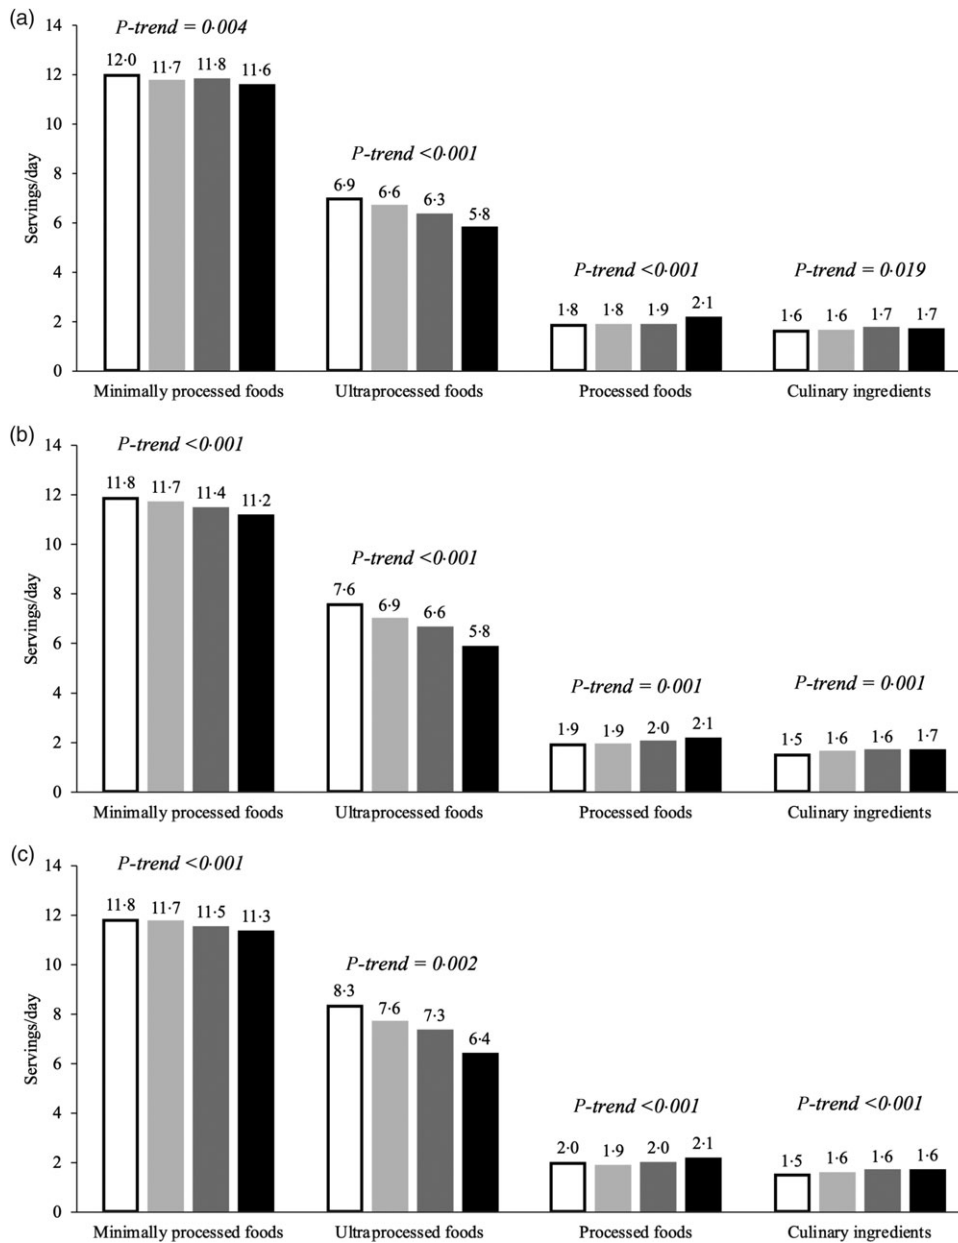 (a)
P-trend = 0·004
12·0 11·7 11·8 11·6
P-trend <0·001
6·9 6·6 6·3 5·8
P-trend <0·001
1·8 1·8 1·9 2·1
P-trend = 0·019
1·6 1·6 1·7 1·7
14
12
10
8
6
4
2
0
Servings/day
Minimally processed foods
Ultraprocessed foods
Processed foods
Culinary ingredients
(b)
P-trend <0·001
11·8 11·7 11·4 11·2
P-trend <0·001
7·6 6·9 6·6 5·8
P-trend = 0·001
1·9 1·9 2·0 2·1
P-trend = 0·001
1·5 1·6 1·6 1·7
14
12
10
8
6
4
2
0
Servings/day
Minimally processed foods
Ultraprocessed foods
Processed foods
Culinary ingredients
(c)
P-trend <0·001
11·8 11·7 11·5 11·3
P-trend = 0·002
8·3 7·6 7·3 6·4
P-trend <0·001
2·0 1·9 2·0 2·1
P-trend <0·001
1·5 1·6 1·6 1·6
14
12
10
8
6
4
2
0
Servings/day
Minimally processed foods
Ultraprocessed foods
Processed foods
Culinary ingredients